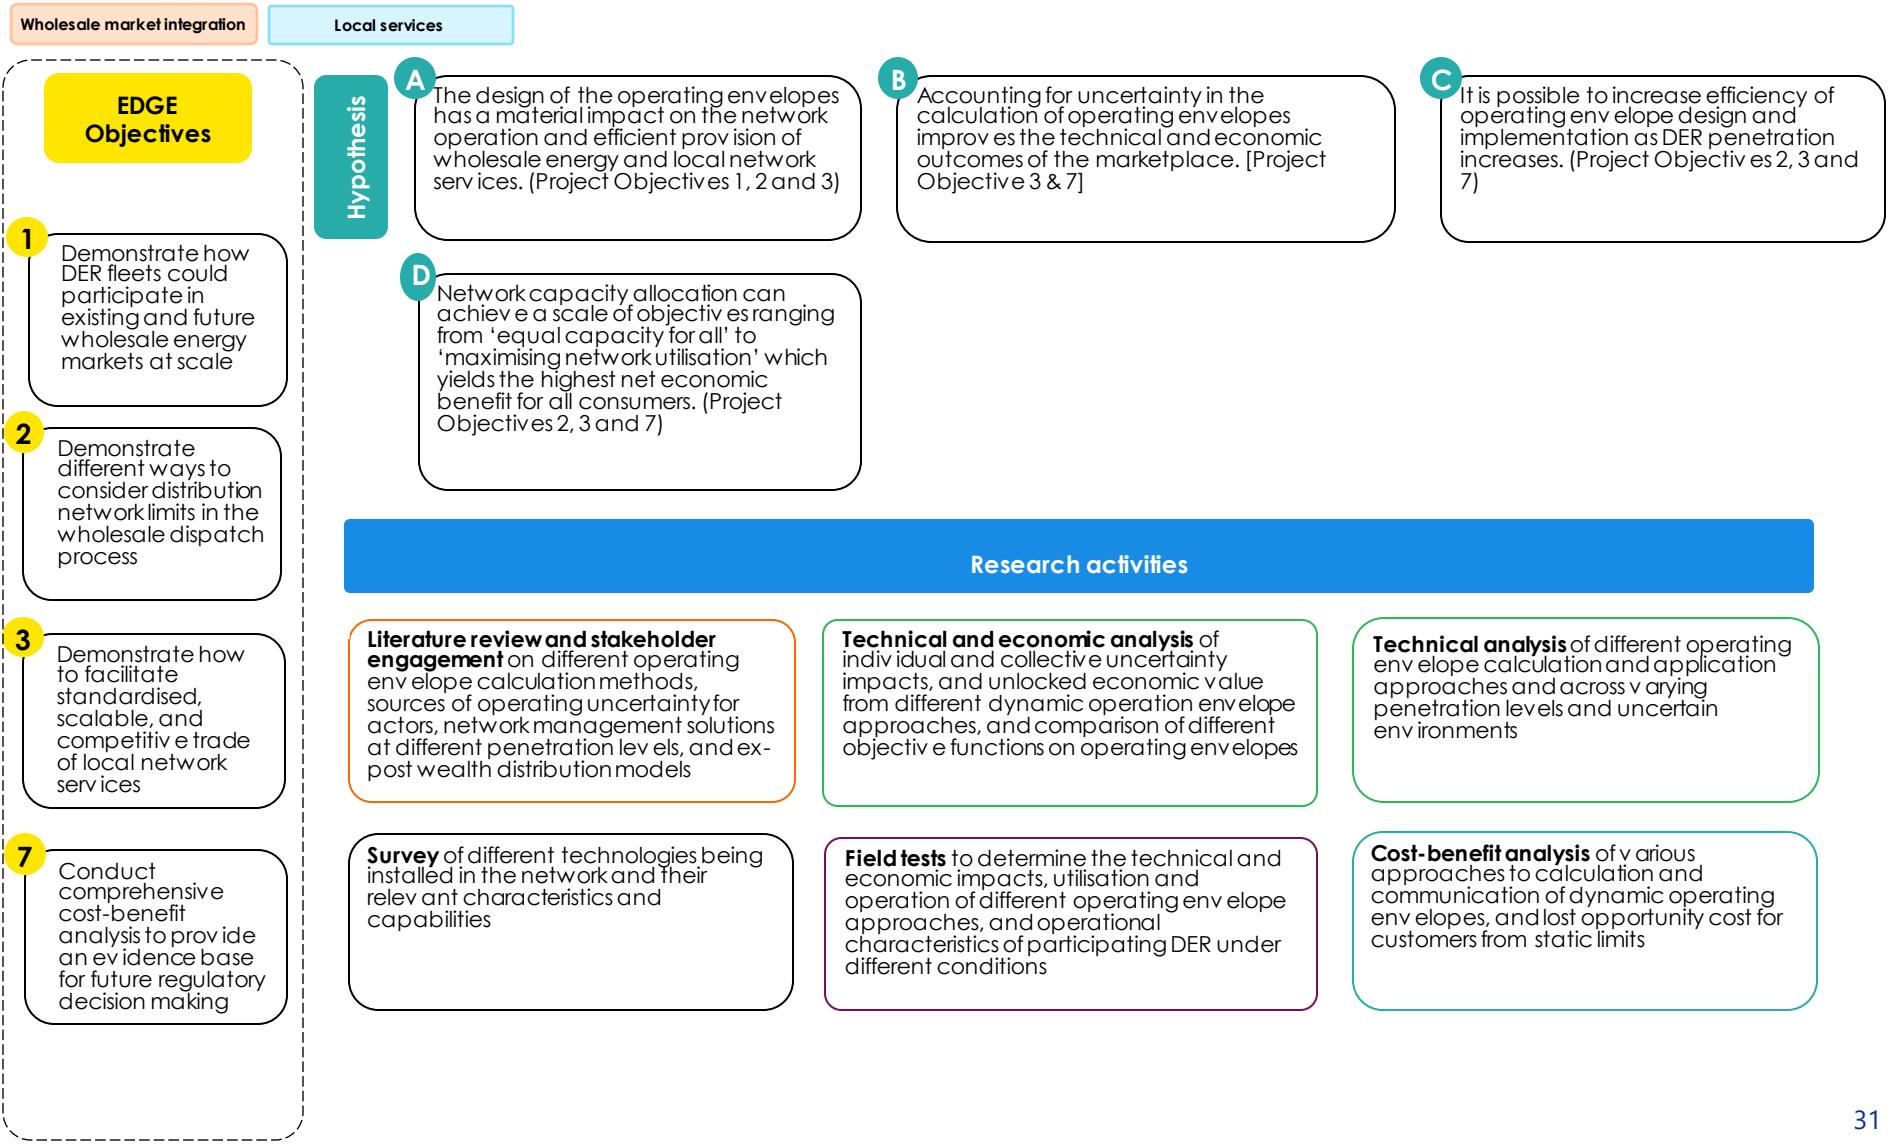 Wholesale market integration
Local services
EDGE
Objectives
1
Demonstrate how
DER fleets could
participate in
existing and future
wholesale energy
markets at scale
2
Demonstrate
different ways to
consider distribution
network limits in the
wholesale dispatch
process
3
Demonstrate how
to facilitate
standardised,
scalable, and
competitive trade
of local network
services
7
Conduct
comprehensive
cost-benefit
analysis to provide
an evidence base
for future regulatory
decision making
Hypothesis
A
The design of the operating envelopes
has a material impact on the network
operation and efficient provision of
wholesale energy and local network
services. (Project Objectives 1, 2 and 3)
B
Accounting for uncertainty in the
calculation of operating envelopes
improves the technical and economic
outcomes of the marketplace. [Project
Objective 3 & 7]
C
It is possible to increase efficiency of
operating envelope design and
implementation as DER penetration
increases. (Project Objectives 2, 3 and
7)
D
Network capacity allocation can
achieve a scale of objectives ranging
from ‘equal capacity for all’ to
‘maximising network utilisation’ which
yields the highest net economic
benefit for all consumers. (Project
Objectives 2, 3 and 7)
Research activities
Literature review and stakeholder
engagement on different operating
envelope calculation methods,
sources of operating uncertainty for
actors, network management solutions
at different penetration levels, and ex-
post wealth distribution models
Technical and economic analysis of
individual and collective uncertainty
impacts, and unlocked economic value
from different dynamic operation envelope
approaches, and comparison of different
objective functions on operating envelopes
Technical analysis of different operating
envelope calculation and application
approaches and across varying
penetration levels and uncertain
environments
Survey of different technologies being
installed in the network and their
relevant characteristics and
capabilities
Field tests to determine the technical and
economic impacts, utilisation and
operation of different operating envelope
approaches, and operational
characteristics of participating DER under
different conditions
Cost-benefit analysis of various
approaches to calculation and
communication of dynamic operating
envelopes, and lost opportunity cost for
customers from static limits
31